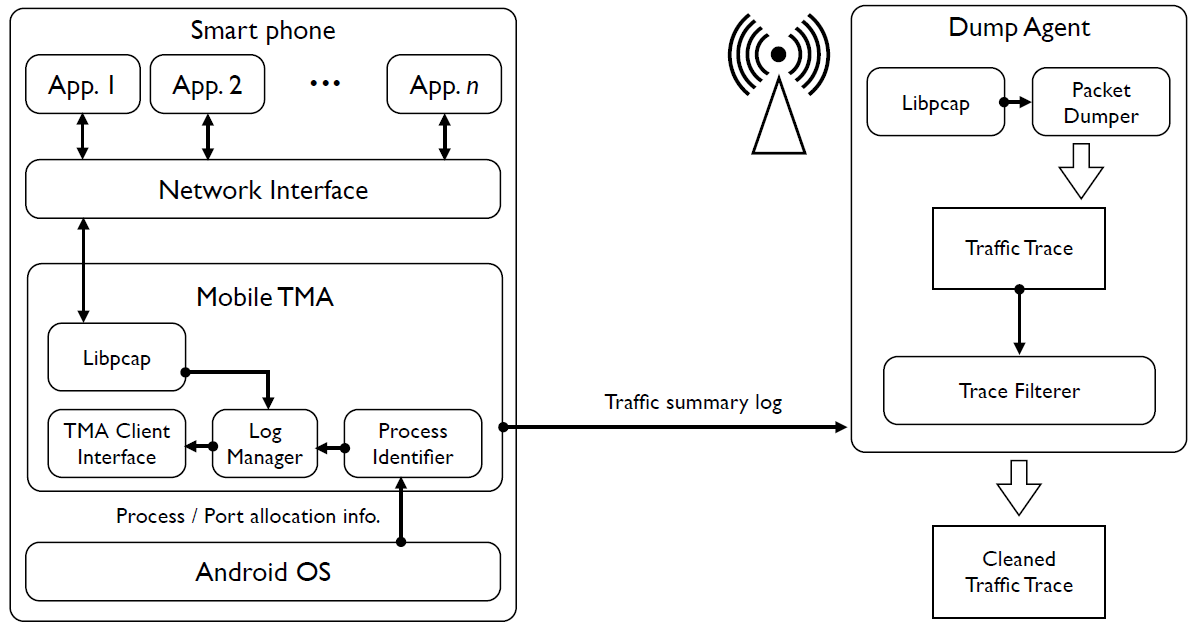 Smart phone
App. 1
App. 2
...
App. n
Network Interface
Mobile TMA
Libpcap
TMA Client
Interface
Log
Manager
Process
Identifier
Process / Port allocation info.
Android OS
Traffic summary log
Dump Agent
Libpcap
Packet
Dumper
Traffic Trace
Trace Filterer
Cleaned
Traffic Trace